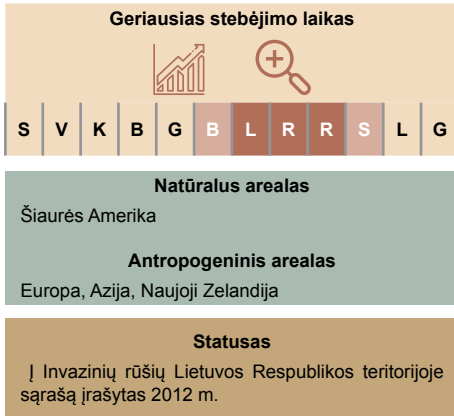 Geriausias stebėjimo laikas
S V K B G B L R R S L G
Natūralus arealas
Šiaurės Amerika
Antropogeninis arealas
Europa, Azija, Naujoji Zelandija
Statusas
Į Invazinių rūšių Lietuvos Respublikos teritorijoje
sąrašą įrašytas 2012 m.